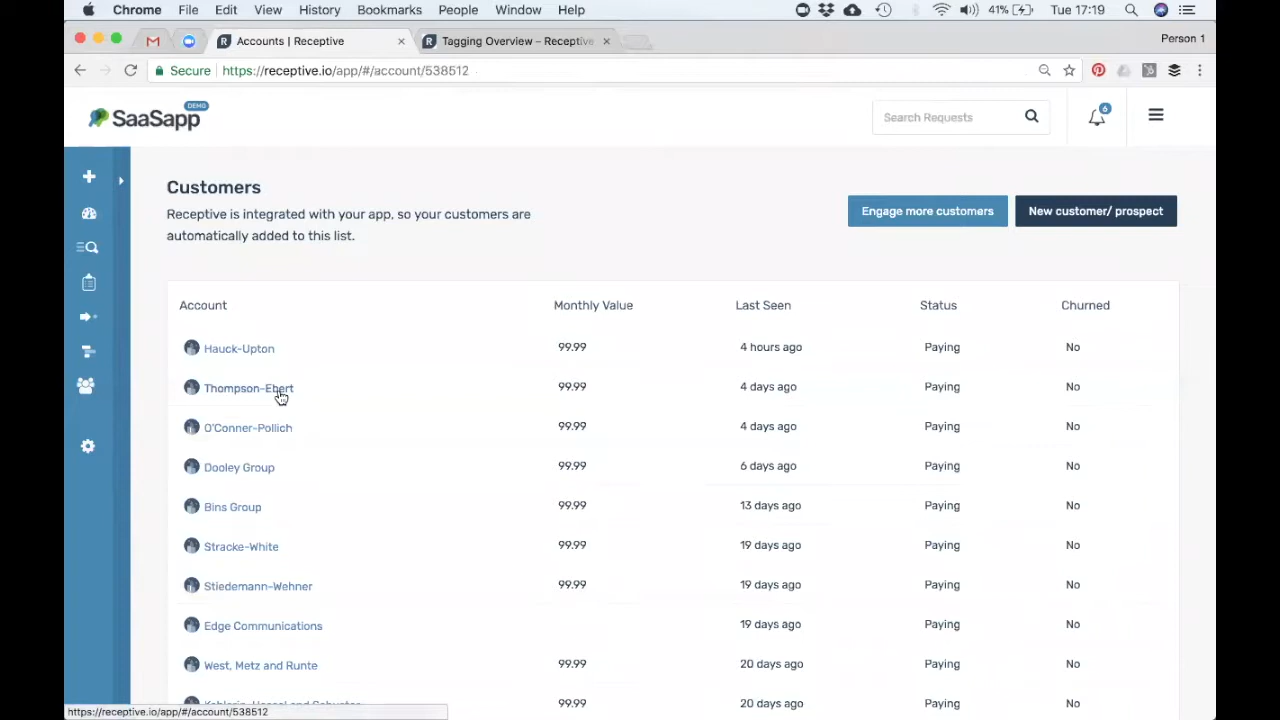 Chrome File Edit View History Bookmarks People Window Help 41% Tue 17:19
Accounts | Receptive Tagging Overview – Receptive Person 1
Secure https://receptive.io/app/#/account/538512
SaaSapp DEMO Search Requests 6
Customers
Receptive is integrated with your app, so your customers are
automatically added to this list.
Engage more customers New customer/ prospect
Account Monthly Value Last Seen Status Churned
Hauck-Upton 99.99 4 hours ago Paying No
Thompson-Ebert 99.99 4 days ago Paying No
O'Conner-Pollich 99.99 4 days ago Paying No
Dooley Group 99.99 6 days ago Paying No
Bins Group 99.99 13 days ago Paying No
Stracke-White 99.99 19 days ago Paying No
Stiedemann-Wehner 99.99 19 days ago Paying No
Edge Communications 19 days ago Paying No
West, Metz and Runte 99.99 20 days ago Paying No
99.99 20 days ago Paying No
https://receptive.io/app/#/account/538512